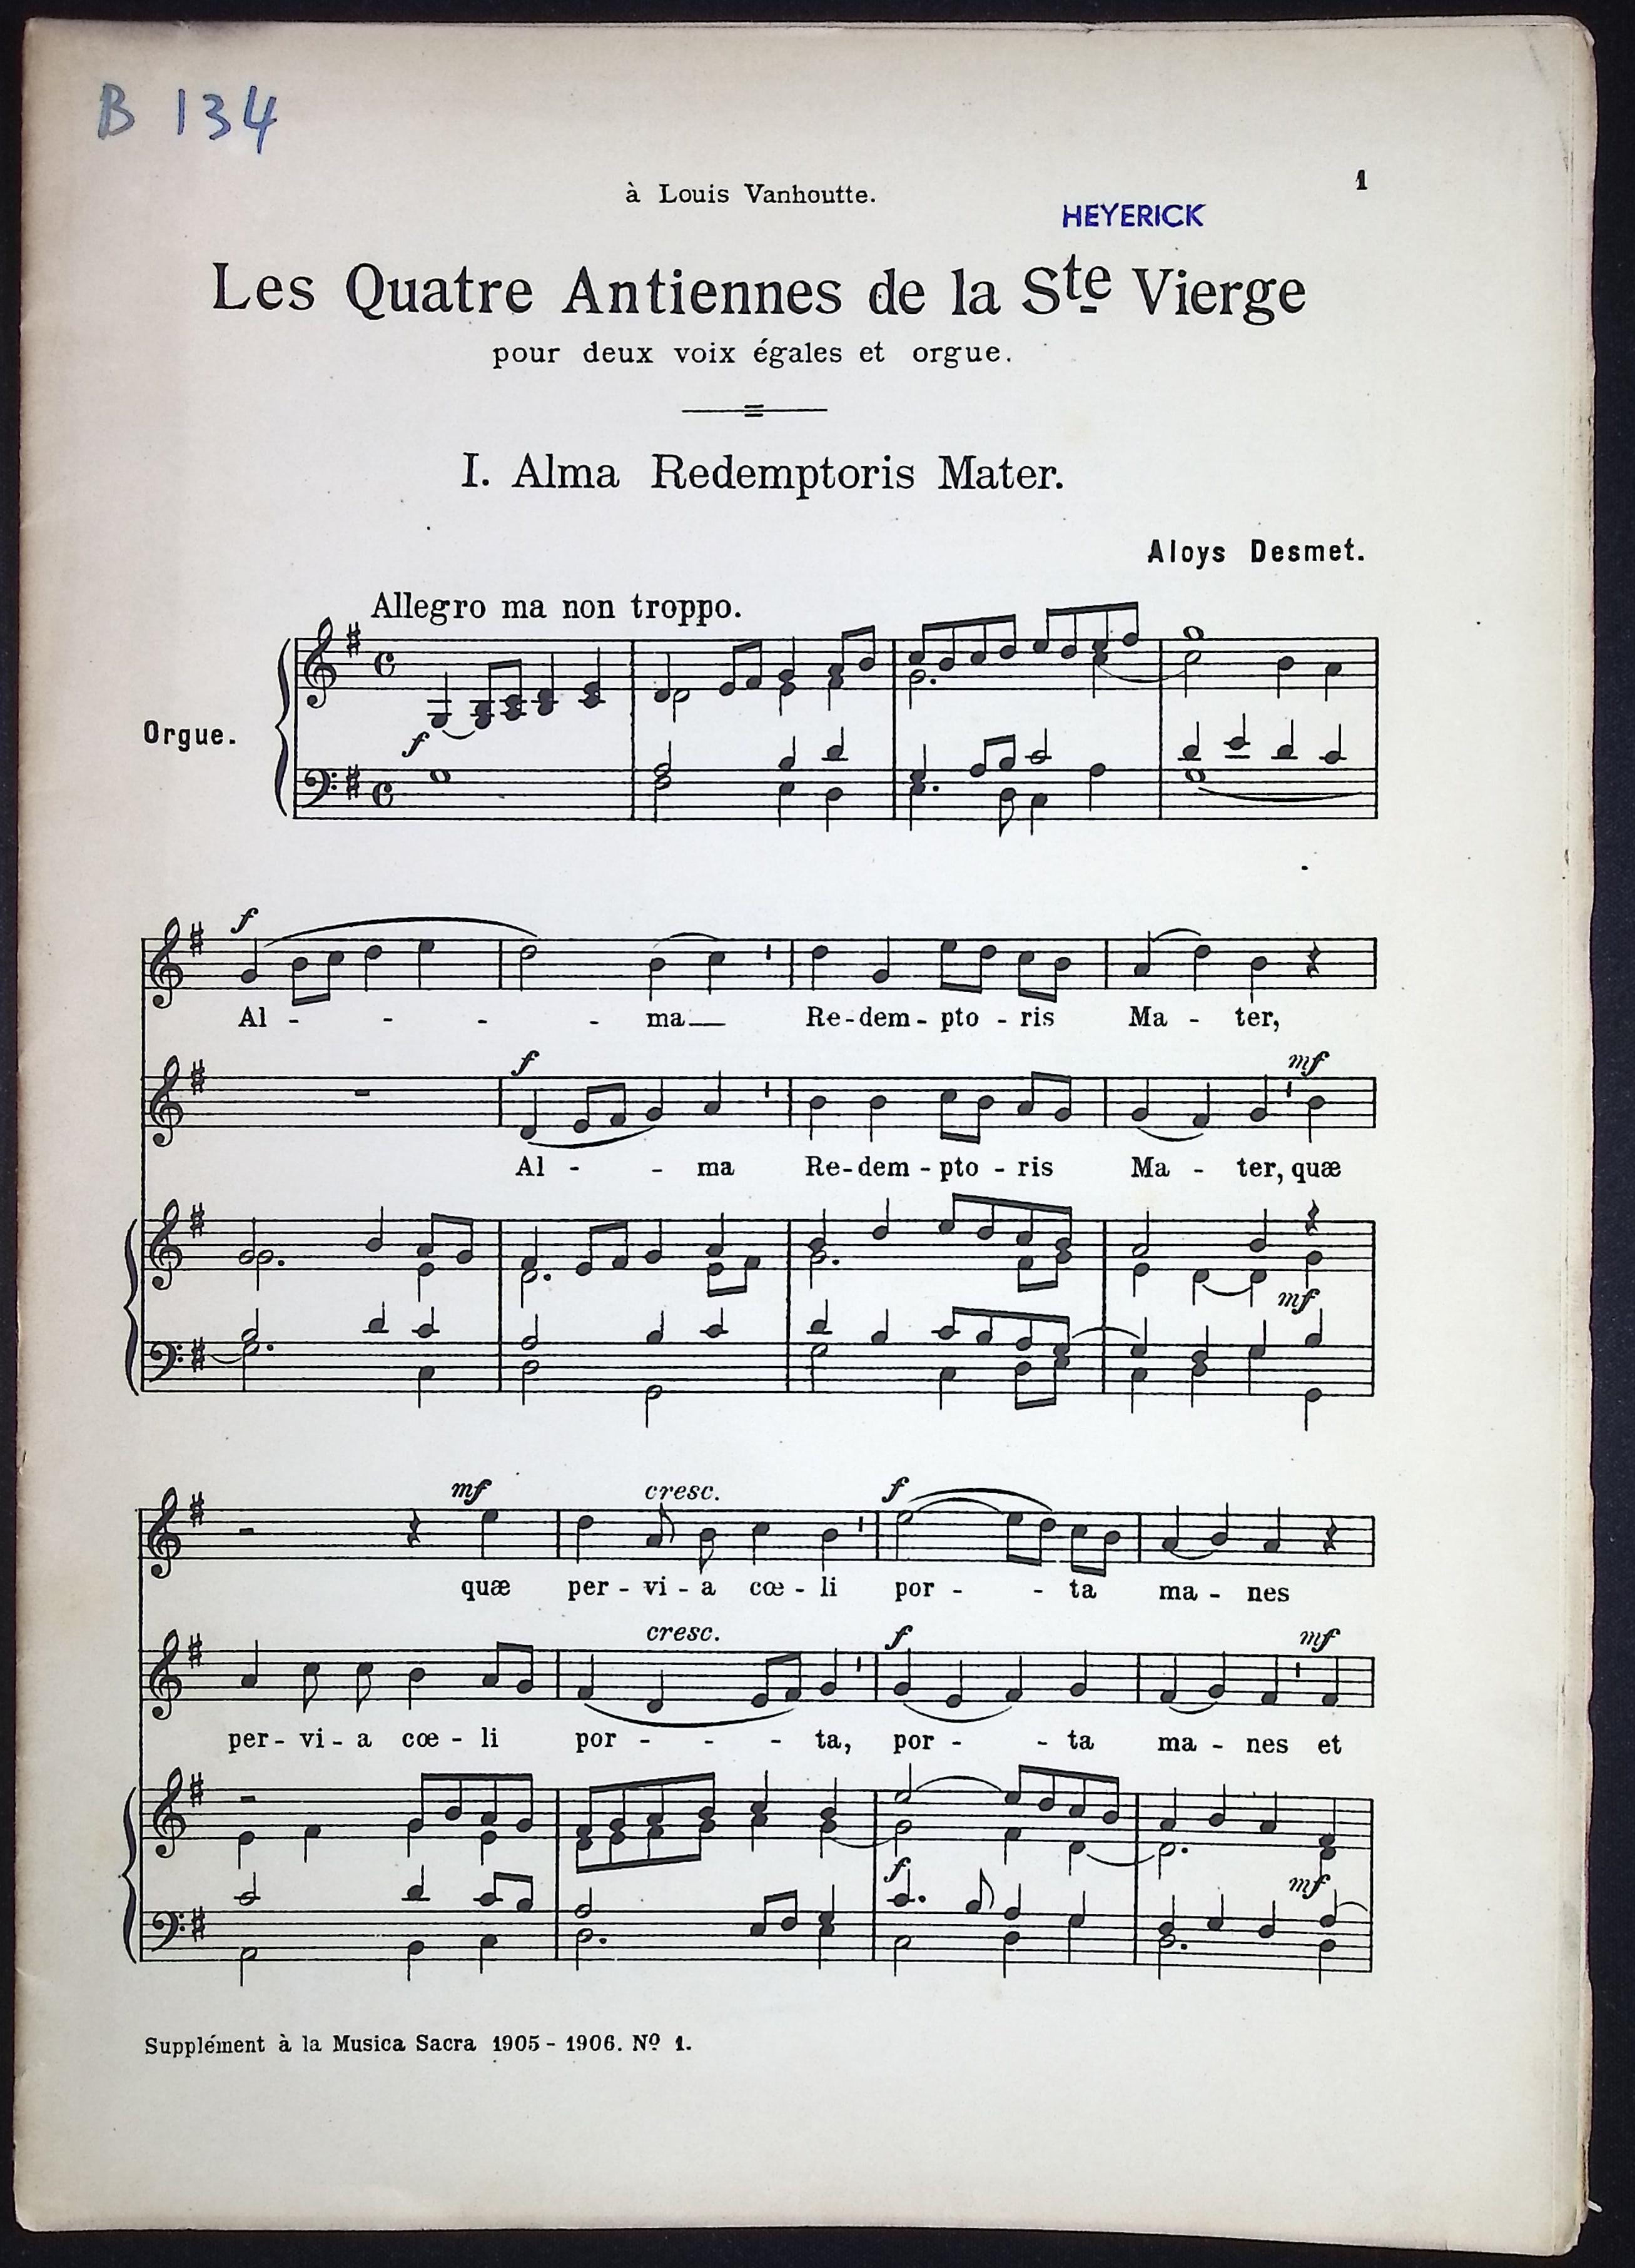 B 134
1
à Louis Vanhoutte.
HEYERICK
Les Quatre Antiennes de la Ste Vierge
pour deux voix égales et orgue.
I. Alma Redemptoris Mater.
Aloys Desmet.
Allegro ma non troppo.
Orgue.
f
f
Al - - - - ma Re-dem-pto-ris Ma - ter,
f mf
Al - - ma Re-dem-pto-ris Ma - ter, quæ
mf
mf cresc. f
quæ per-vi-a cœ-li por - - ta ma - nes
cresc. f mf
per-vi-a cœ-li por - - - ta, por - - ta ma - nes et
f mf
Supplément à la Musica Sacra 1905 - 1906. Nº 1.